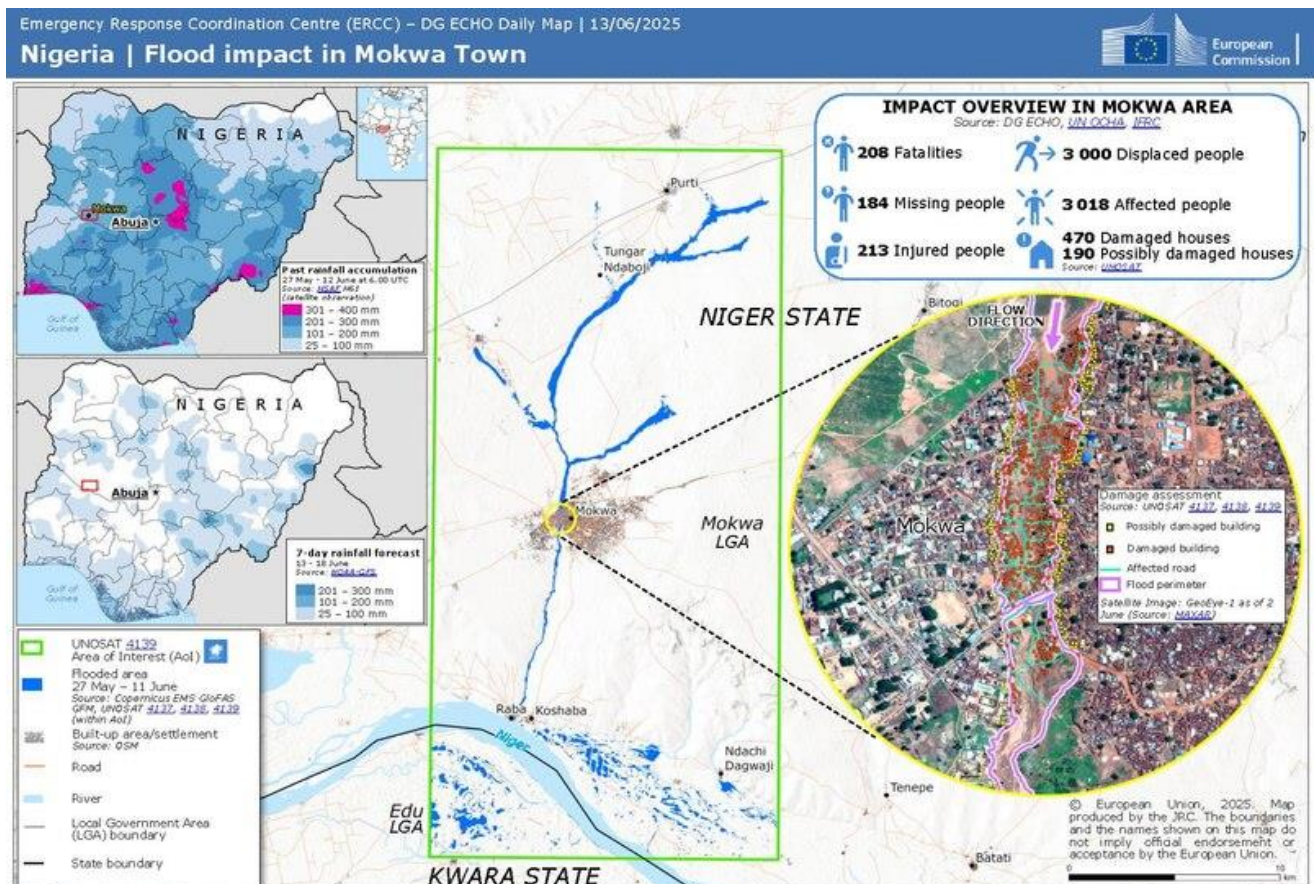 Emergency Response Coordination Centre (ERCC) – DG ECHO Daily Map | 13/06/2025
Nigeria | Flood impact in Mokwa Town
European
Commission
NIGERIA
Mokwa
Abuja
Gulf of
Guinea
Past rainfall accumulation
27 May - 12 June at 6.00 UTC
Source: HSAF H61
(satellite observation)
301 – 400 mm
201 – 300 mm
101 – 200 mm
25 – 100 mm
NIGERIA
Abuja
Gulf of
Guinea
7-day rainfall forecast
13 - 18 June
Source: NOAA-GFS
201 – 300 mm
101 – 200 mm
25 – 100 mm
UNOSAT 4139
Area of Interest (AoI)
Flooded area
27 May – 11 June
Source: Copernicus EMS GloFAS
GFM, UNOSAT 4137, 4138, 4139
(within AoI)
Built-up area/settlement
Source: OSM
Road
River
Local Government Area
(LGA) boundary
State boundary
Purti
Tungar
Ndaboji
NIGER STATE
Bitogi
Mokwa
Mokwa
LGA
Raba
Koshaba
Niger
Ndachi
Dagwaji
Edu
LGA
Tenepe
Batati
KWARA STATE
IMPACT OVERVIEW IN MOKWA AREA
Source: DG ECHO, UN OCHA, IFRC
208 Fatalities
3 000 Displaced people
184 Missing people
3 018 Affected people
213 Injured people
470 Damaged houses
190 Possibly damaged houses
Source: UNOSAT
FLOW
DIRECTION
Mokwa
Damage assessment
Source: UNOSAT 4137, 4138, 4139
Possibly damaged building
Damaged building
Affected road
Flood perimeter
Satellite Image: GeoEye-1 as of 2
June (Source: MAXAR)
© European Union, 2025. Map
produced by the JRC. The boundaries
and the names shown on this map do
not imply official endorsement or
acceptance by the European Union.
0
10